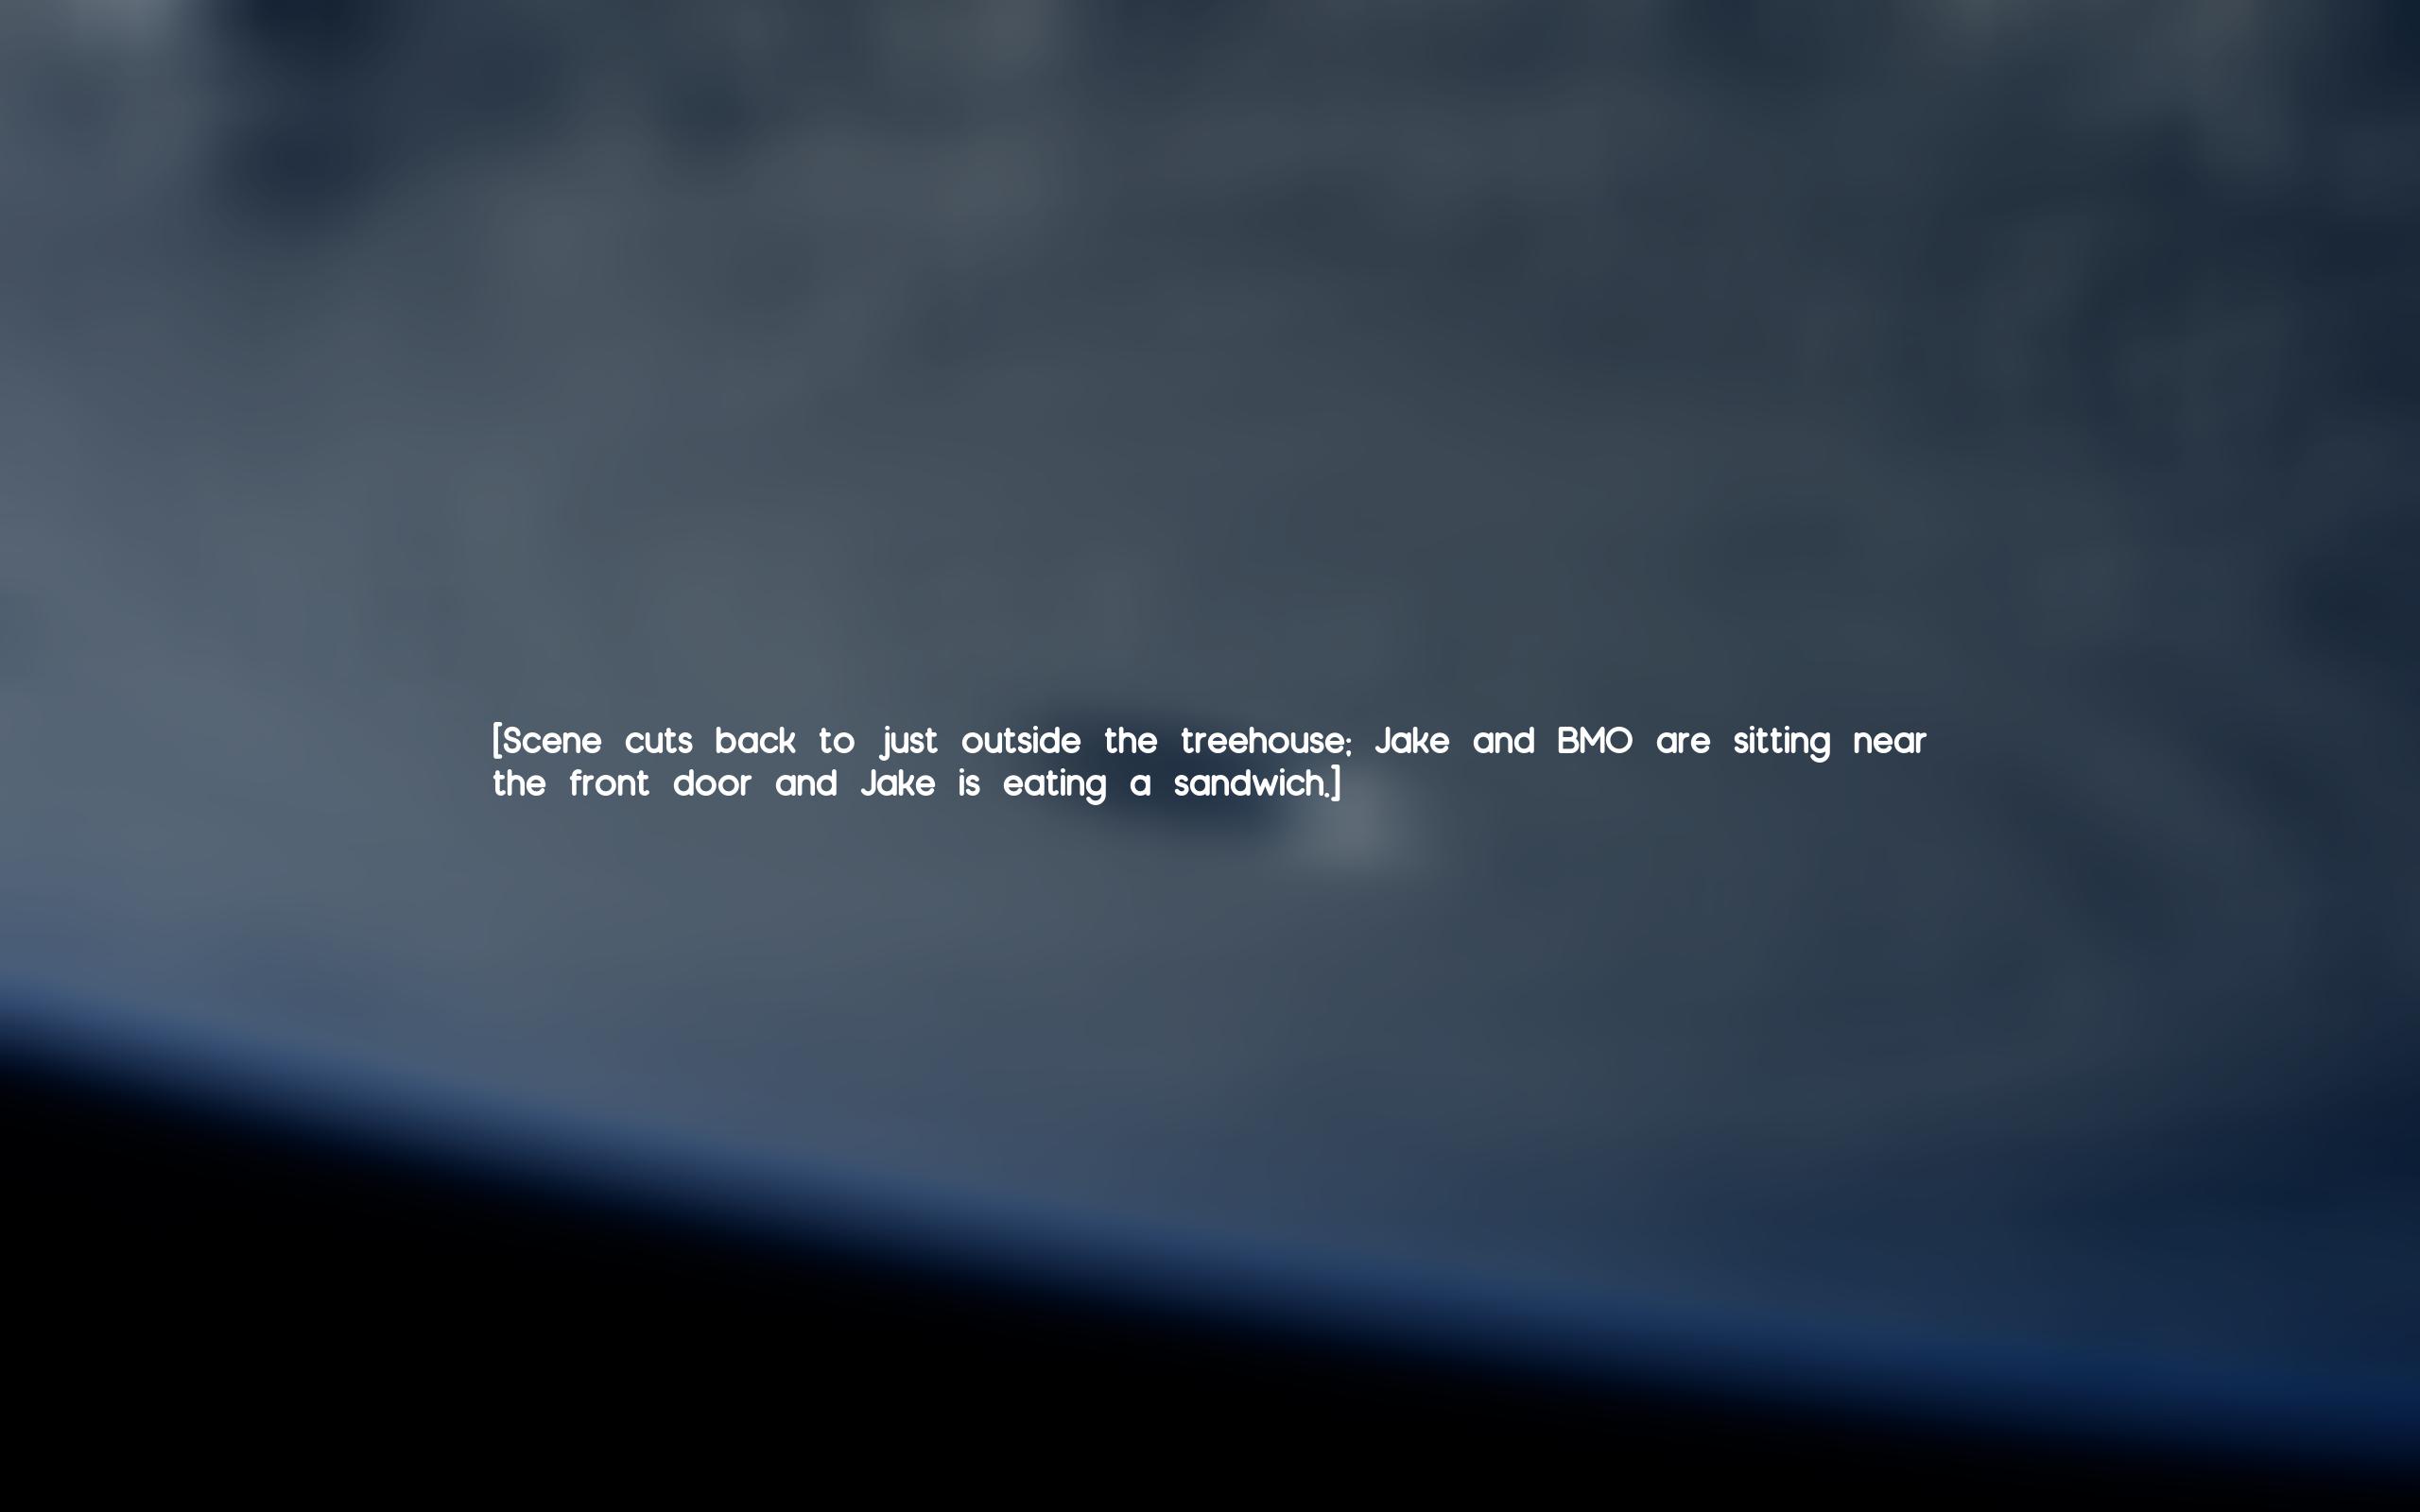 [Scene cuts back to just outside the treehouse; Jake and BMO are sitting near
the front door and Jake is eating a sandwich.]